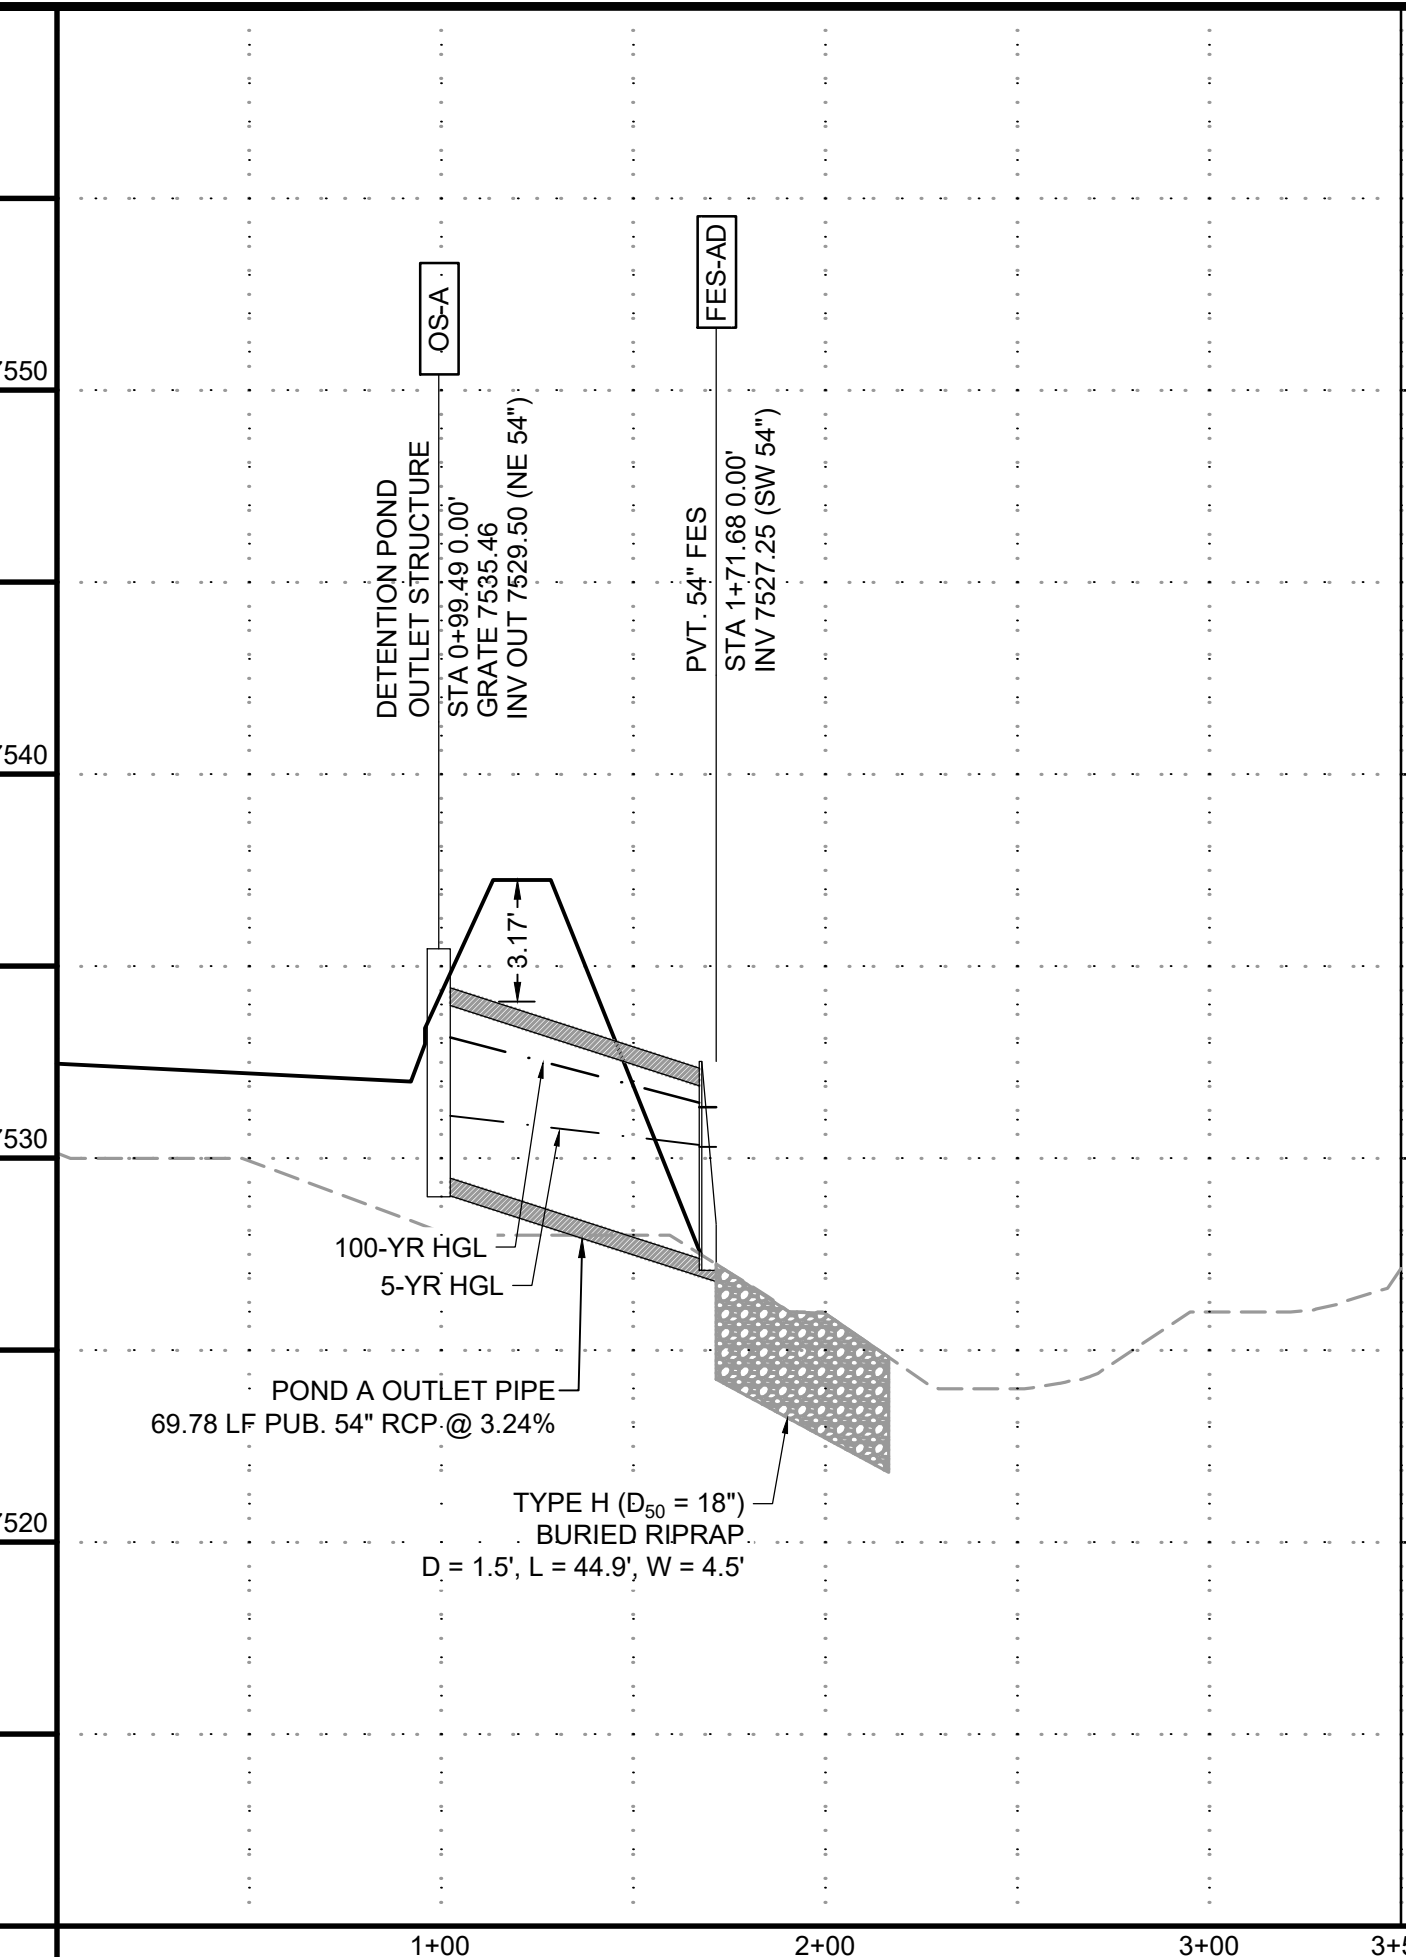 OS-A
FES-AD
7550
DETENTION POND
OUTLET STRUCTURE
STA 0+99.49 0.00'
GRATE 7535.46
INV OUT 7529.50 (NE 54")
PVT. 54" FES
STA 1+71.68 0.00'
INV 7527.25 (SW 54")
7540
3.17'
7530
100-YR HGL
5-YR HGL
POND A OUTLET PIPE
69.78 LF PUB. 54" RCP @ 3.24%
TYPE H (D50 = 18")
7520
BURIED RIPRAP
D = 1.5', L = 44.9', W = 4.5'
1+00
2+00
3+00